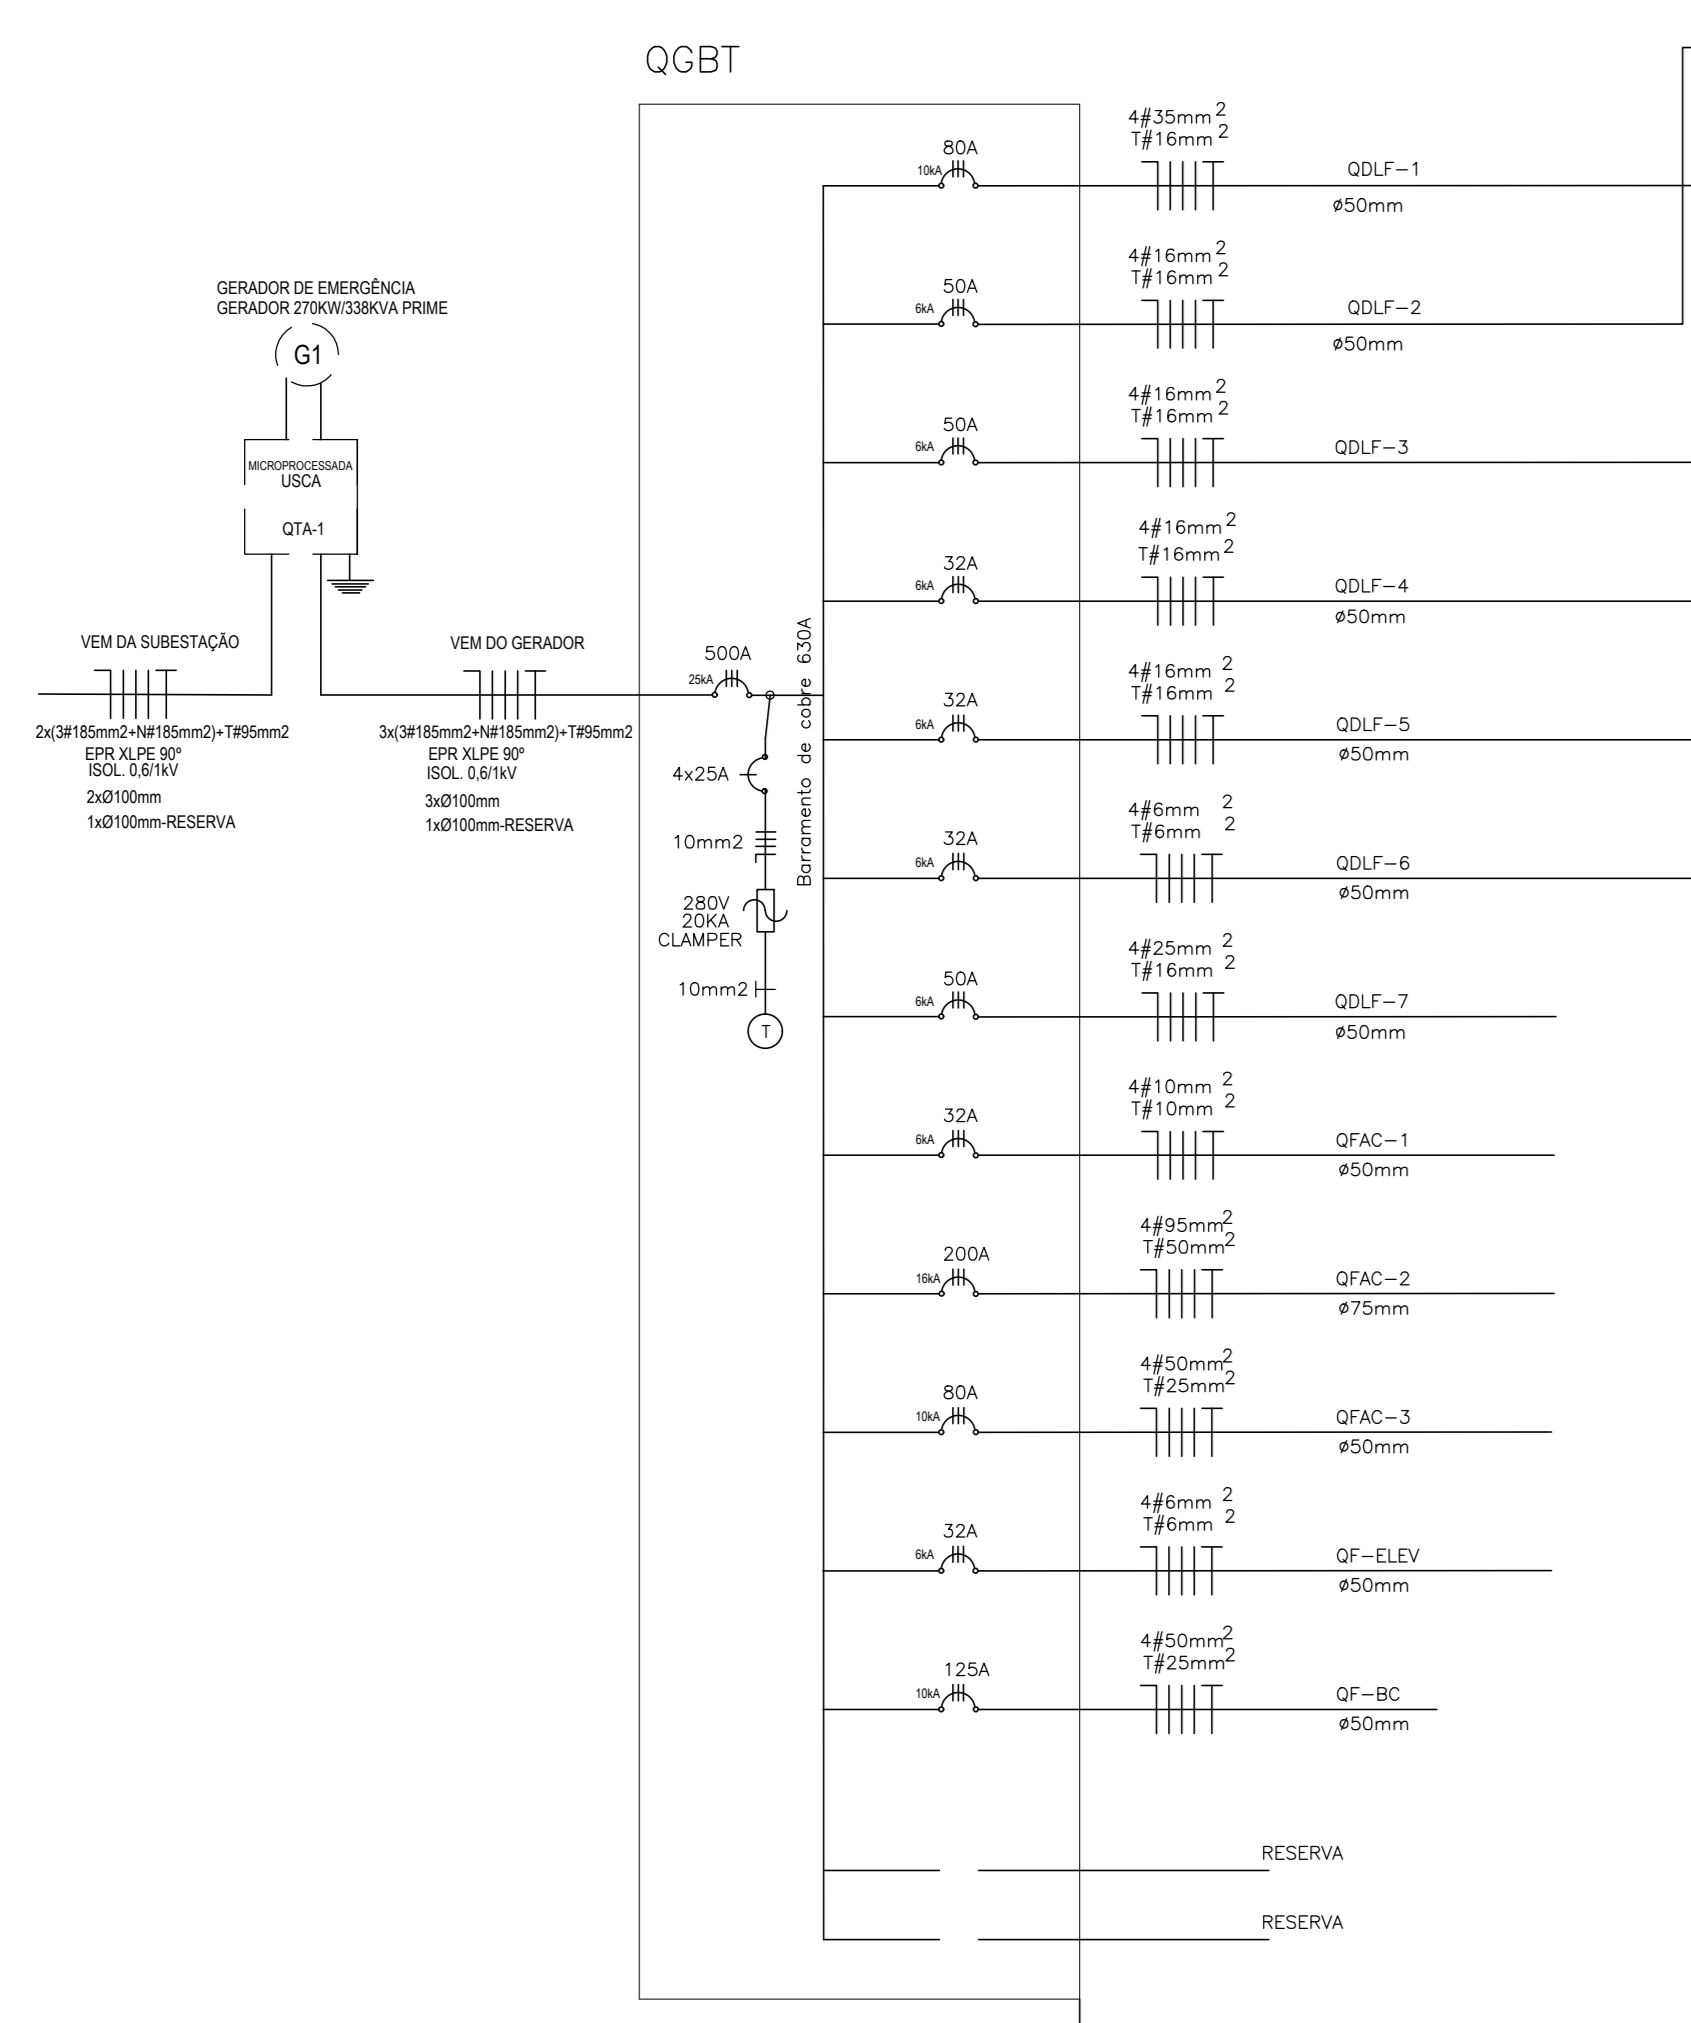 QGBT
GERADOR DE EMERGÊNCIA
GERADOR 270KW/338KVA PRIME
G1
MICROPROCESSADA
USCA
QTA-1
VEM DA SUBESTAÇÃO
2x(3#185mm2+N#185mm2)+T#95mm2
EPR XLPE 90º
ISOL. 0,6/1kV
2xØ100mm
1xØ100mm-RESERVA
VEM DO GERADOR
3x(3#185mm2+N#185mm2)+T#95mm2
EPR XLPE 90º
ISOL. 0,6/1kV
3xØ100mm
1xØ100mm-RESERVA
500A
25kA
4x25A
10mm2
280V
20KA
CLAMPER
10mm2
T
Barramento de cobre 630A
80A
10kA
4#35mm2
T#16mm2
QDLF-1
ø50mm
50A
6kA
4#16mm2
T#16mm2
QDLF-2
ø50mm
50A
6kA
4#16mm2
T#16mm2
QDLF-3
32A
6kA
4#16mm2
T#16mm2
QDLF-4
ø50mm
32A
6kA
4#16mm2
T#16mm2
QDLF-5
ø50mm
32A
6kA
4#6mm2
T#6mm2
QDLF-6
ø50mm
50A
6kA
4#25mm2
T#16mm2
QDLF-7
ø50mm
32A
6kA
4#10mm2
T#10mm2
QFAC-1
ø50mm
200A
16kA
4#95mm2
T#50mm2
QFAC-2
ø75mm
80A
10kA
4#50mm2
T#25mm2
QFAC-3
ø50mm
32A
6kA
4#6mm2
T#6mm2
QF-ELEV
ø50mm
125A
10kA
4#50mm2
T#25mm2
QF-BC
ø50mm
RESERVA
RESERVA